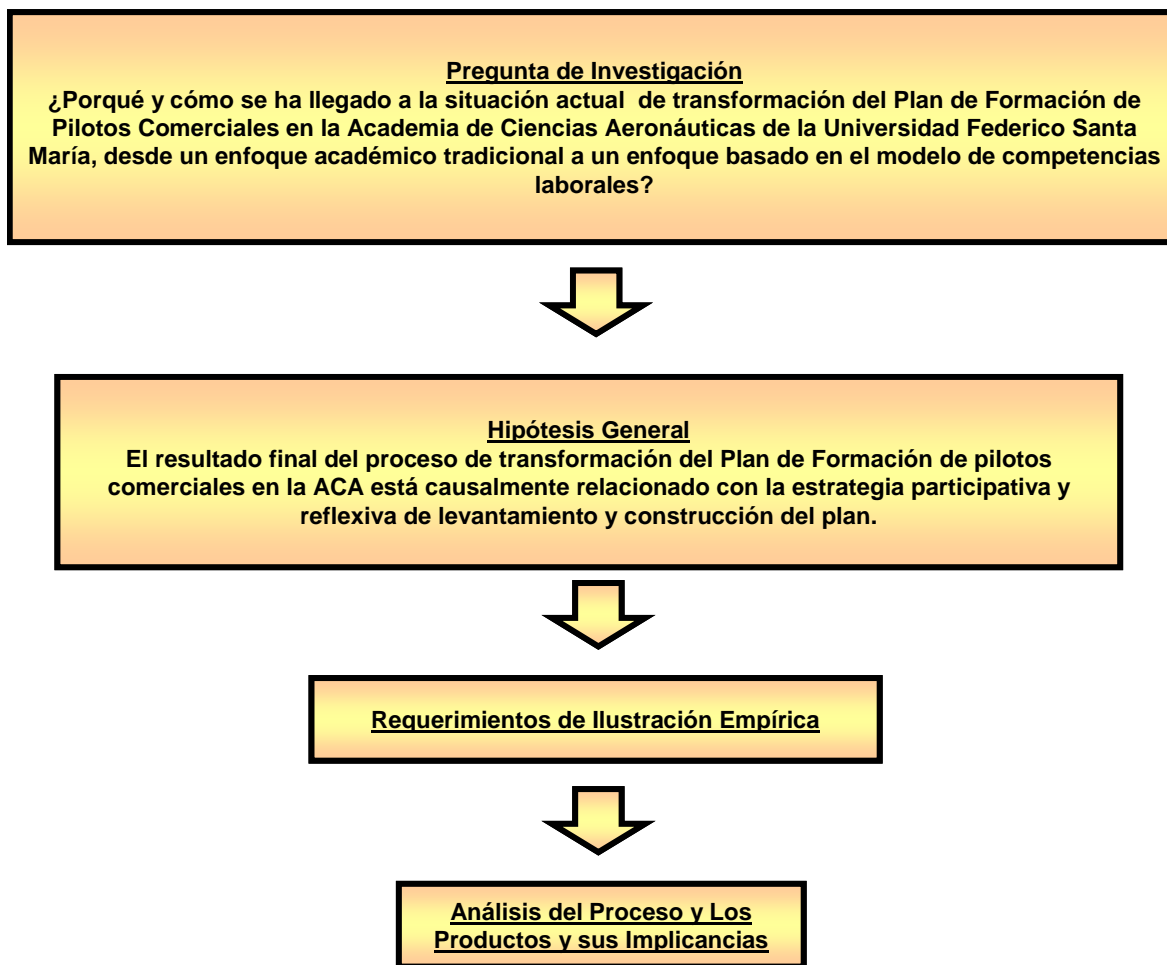 Pregunta de Investigación
¿Porqué y cómo se ha llegado a la situación actual de transformación del Plan de Formación de
Pilotos Comerciales en la Academia de Ciencias Aeronáuticas de la Universidad Federico Santa
María, desde un enfoque académico tradicional a un enfoque basado en el modelo de competencias
laborales?
Hipótesis General
El resultado final del proceso de transformación del Plan de Formación de pilotos
comerciales en la ACA está causalmente relacionado con la estrategia participativa y
reflexiva de levantamiento y construcción del plan.
Requerimientos de Ilustración Empírica
Análisis del Proceso y Los
Productos y sus Implicancias